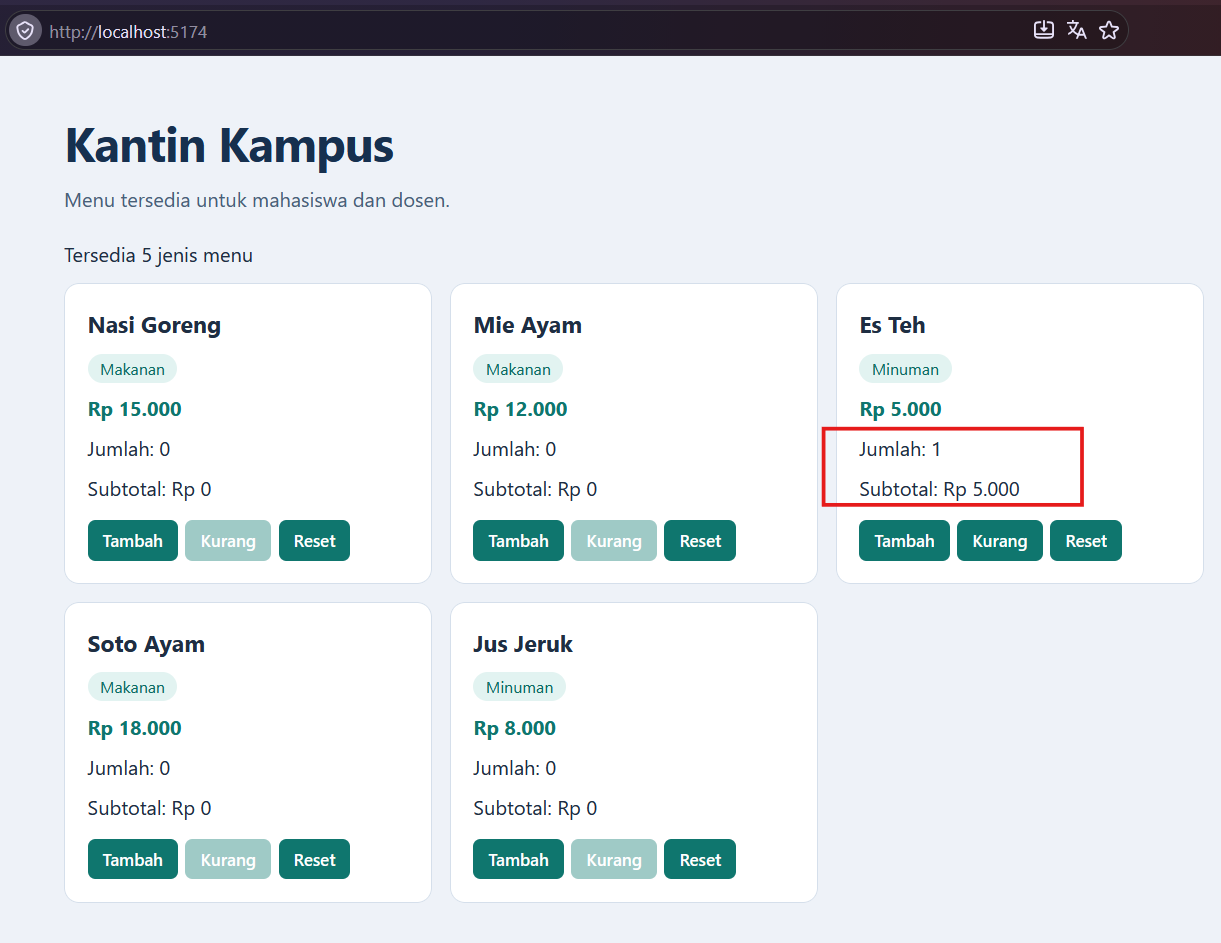 http://localhost:5174
Kantin Kampus
Menu tersedia untuk mahasiswa dan dosen.
Tersedia 5 jenis menu
Nasi Goreng
Makanan
Rp 15.000
Jumlah: 0
Subtotal: Rp 0
Tambah Kurang Reset
Mie Ayam
Makanan
Rp 12.000
Jumlah: 0
Subtotal: Rp 0
Tambah Kurang Reset
Es Teh
Minuman
Rp 5.000
Jumlah: 1
Subtotal: Rp 5.000
Tambah Kurang Reset
Soto Ayam
Makanan
Rp 18.000
Jumlah: 0
Subtotal: Rp 0
Tambah Kurang Reset
Jus Jeruk
Minuman
Rp 8.000
Jumlah: 0
Subtotal: Rp 0
Tambah Kurang Reset